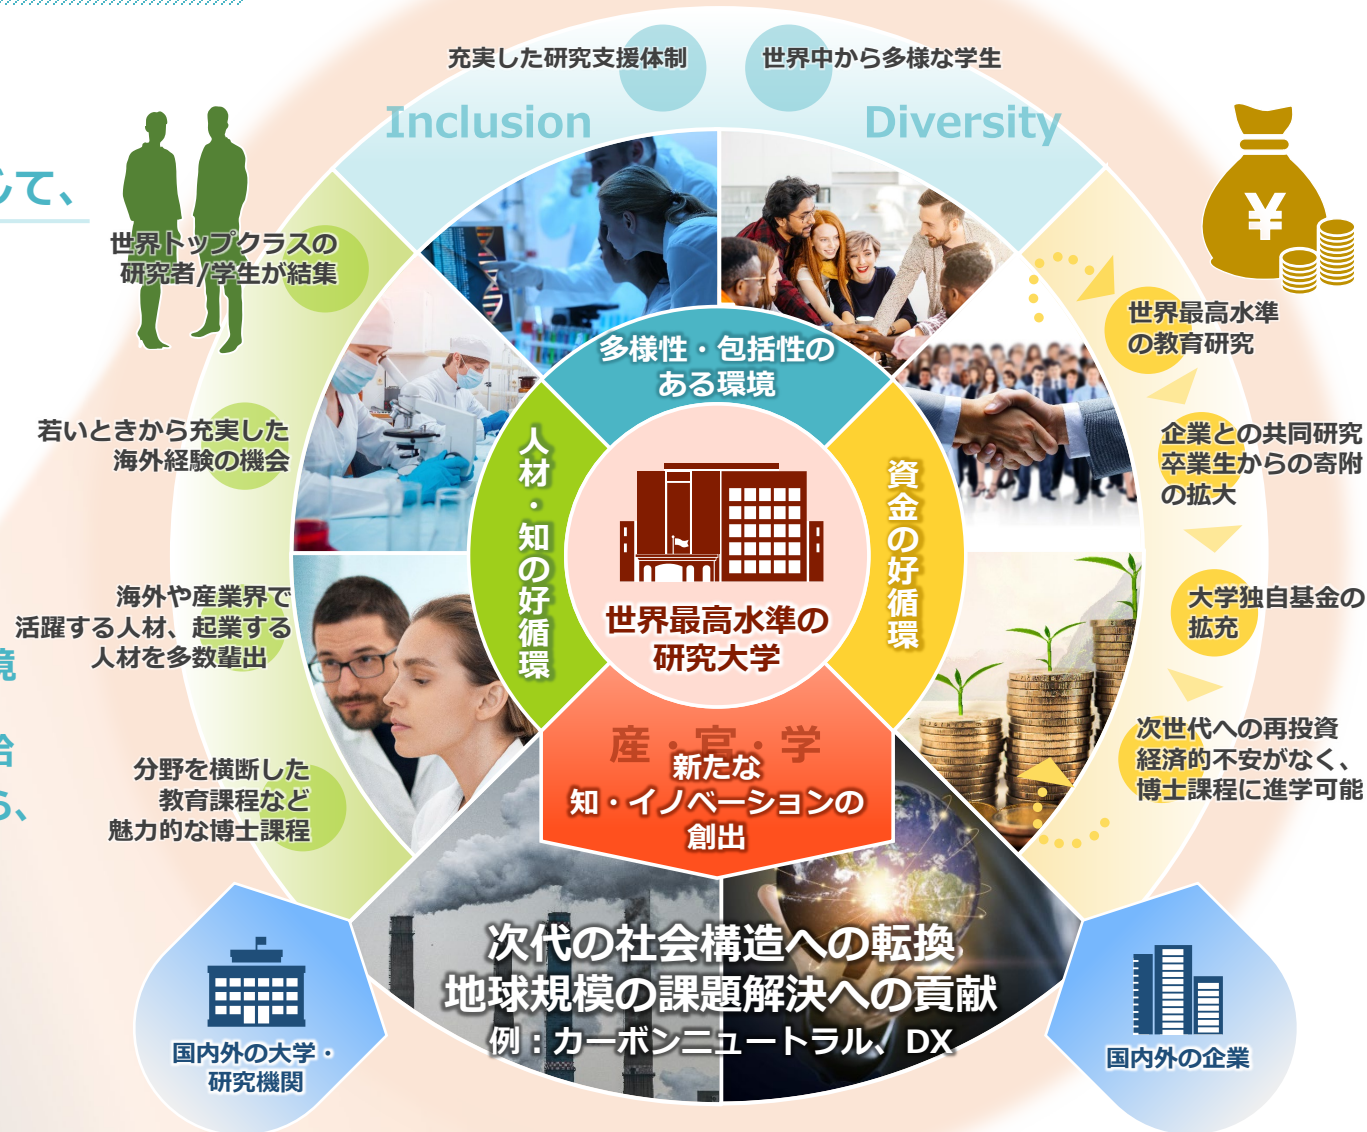 充実した研究支援体制
世界中から多様な学生
Inclusion
Diversity
て、
世界トップクラスの
研究者/学生が結集
若いときから充実した
海外経験の機会
海外や産業界で
活躍する人材、起業する
人材を多数輩出
境
分野を横断した
教育課程など
魅力的な博士課程
ら、
多様性・包括性の
ある環境
人材・知の好循環
資金の好循環
世界最高水準の
研究大学
産・官・学
新たな
知・イノベーションの
創出
¥
世界最高水準
の教育研究
企業との共同研究
卒業生からの寄附
の拡大
大学独自基金の
拡充
次世代への再投資
経済的不安がなく、
博士課程に進学可能
次代の社会構造への転換
地球規模の課題解決への貢献
例：カーボンニュートラル、DX
国内外の大学・
研究機関
国内外の企業